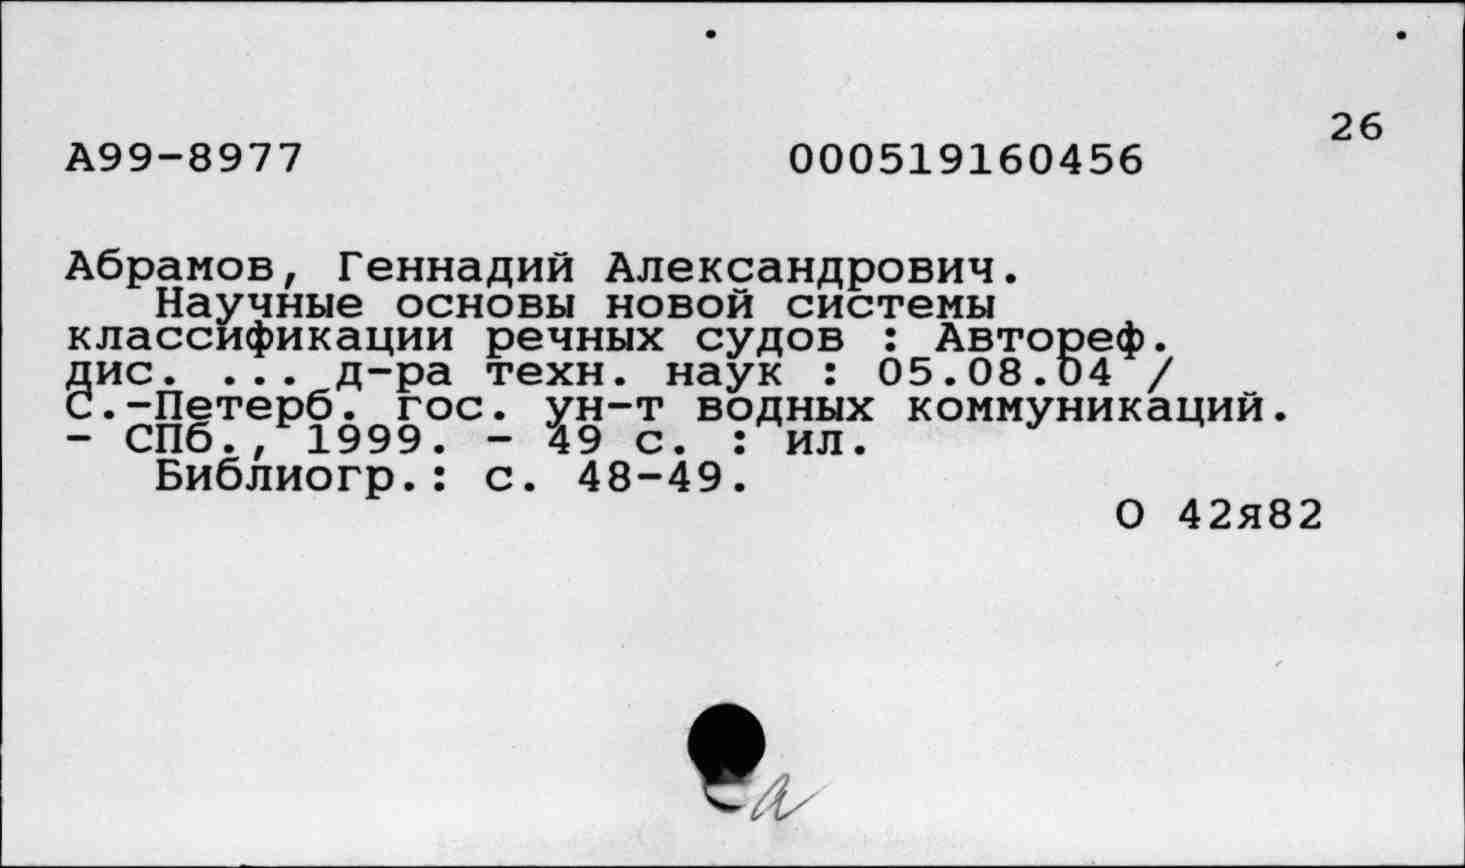 26
А99-8977 000519160456
Абрамов, Геннадий Александрович.
Научные основы новой системы
классификации речных судов : Автореф.
дис. ... д-ра техн. наук : 05.08.04 /
С.-Петерб. гос. ун-т водных коммуникаций.
- СПб., 1999. - 49 с. : ил.
Библиогр.: с. 48-49.
О 42я82